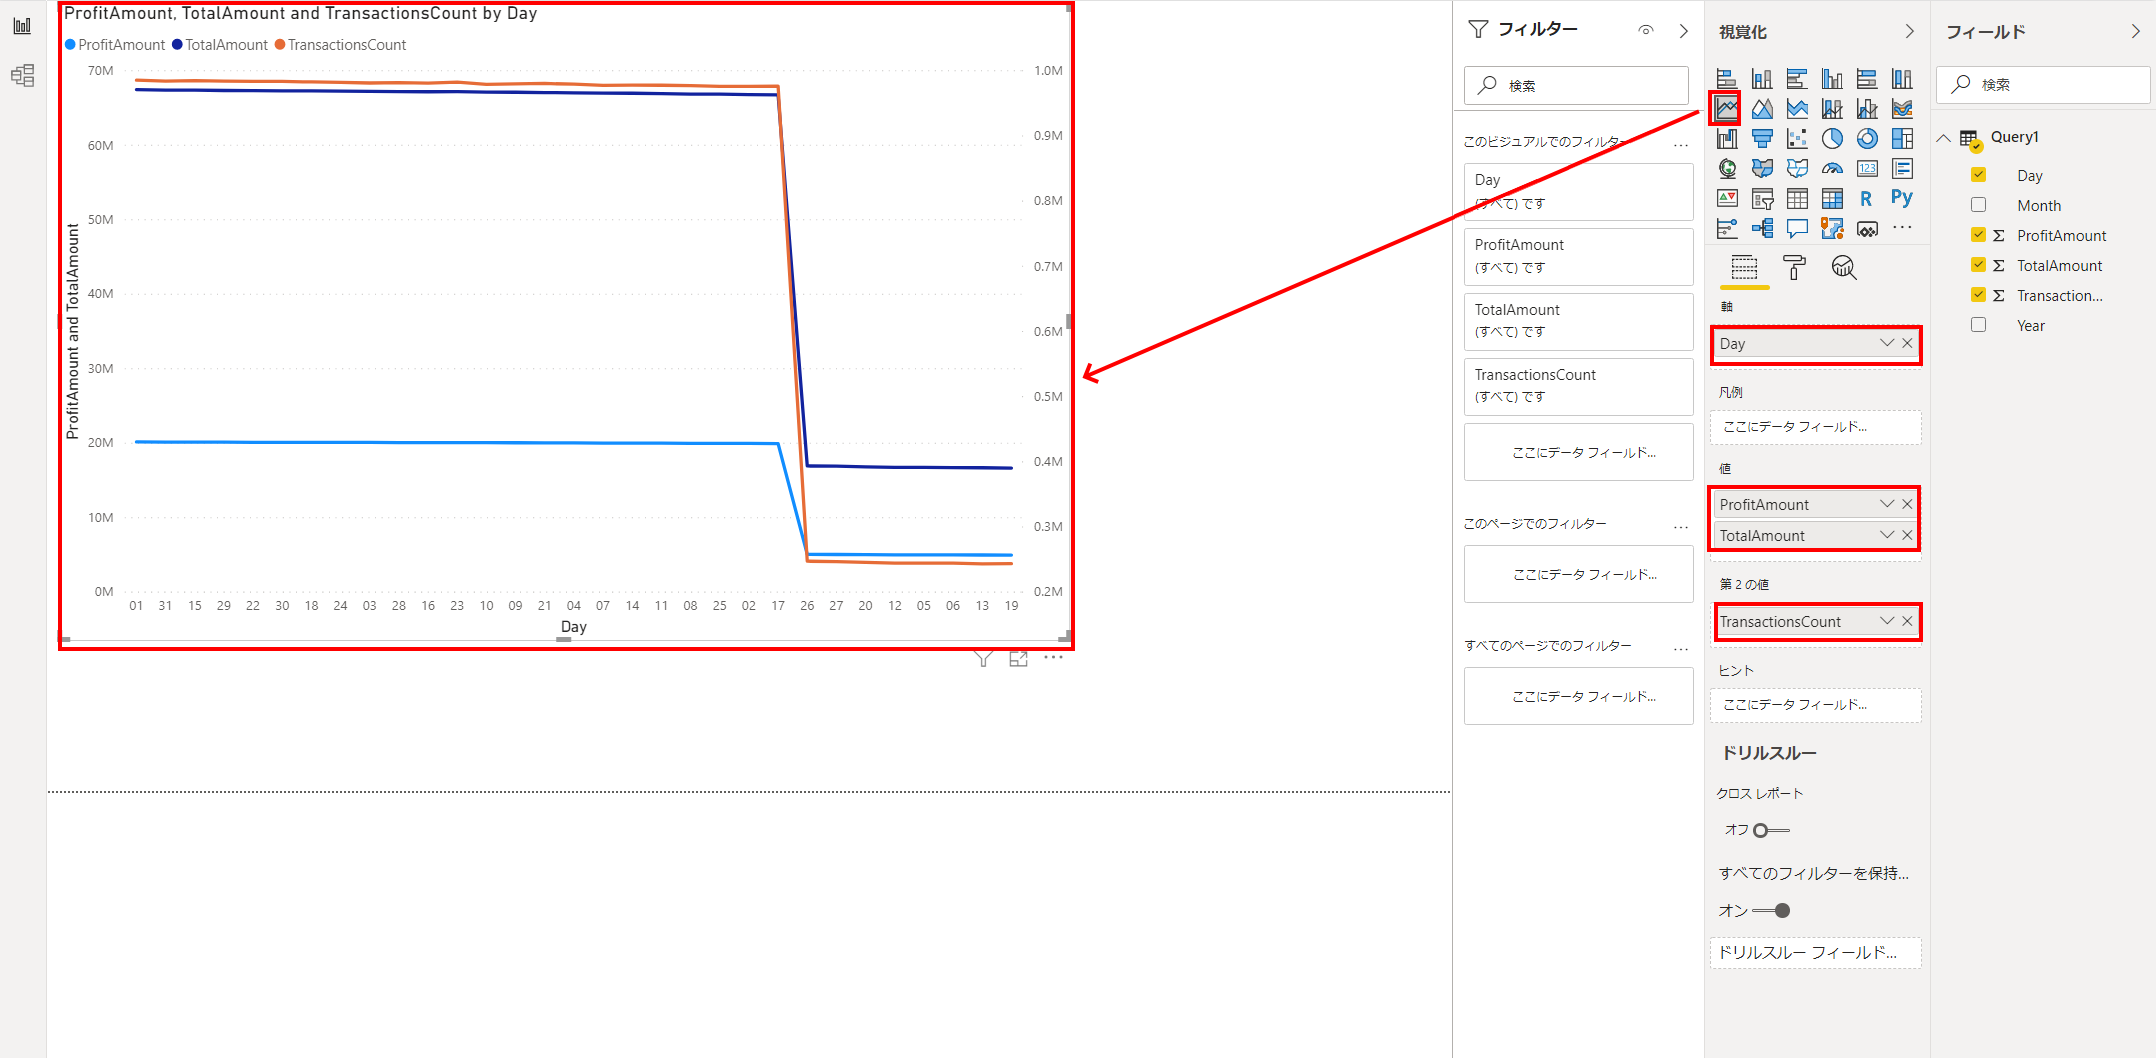 ProfitAmount, TotalAmount and TransactionsCount by Day
ProfitAmount TotalAmount TransactionsCount
70M
60M
50M
40M
30M
20M
10M
0M
ProfitAmount and TotalAmount
1.0M
0.9M
0.8M
0.7M
0.6M
0.5M
0.4M
0.3M
0.2M
01 31 15 29 22 30 18 24 03 28 16 23 10 09 21 04 07 14 11 08 25 02 17 26 27 20 12 05 06 13 19
Day
フィルター
検索
このビジュアルでのフィルター ...
Day
(すべて) です
ProfitAmount
(すべて) です
TotalAmount
(すべて) です
TransactionsCount
(すべて) です
ここにデータ フィールド...
このページでのフィルター ...
ここにデータ フィールド...
すべてのページでのフィルター ...
ここにデータ フィールド...
視覚化
123
R Py
...
軸
Day
凡例
ここにデータ フィールド...
値
ProfitAmount
TotalAmount
第 2 の値
TransactionsCount
ヒント
ここにデータ フィールド...
ドリルスルー
クロス レポート
オフ
すべてのフィルターを保持...
オン
ドリルスルー フィールド...
フィールド
検索
Query1
Day
Month
Σ ProfitAmount
Σ TotalAmount
Σ Transaction...
Year